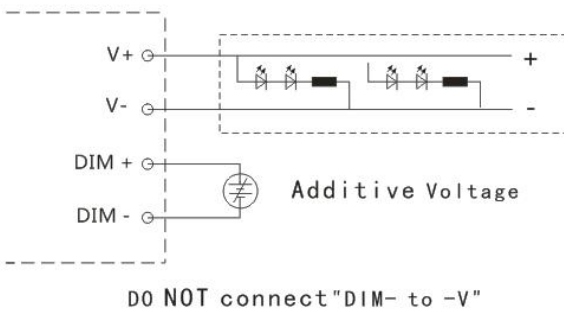 V+
+
V-
-
DIM +
Additive Voltage
DIM -
DO NOT connect"DIM- to -V"